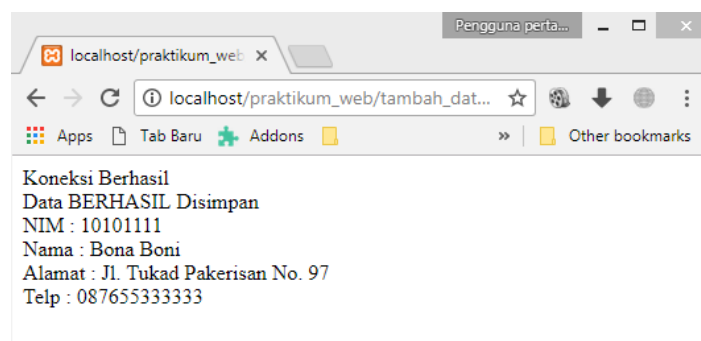 Pengguna perta...
localhost/praktikum_web
localhost/praktikum_web/tambah_dat...
Apps Tab Baru Addons » Other bookmarks
Koneksi Berhasil
Data BERHASIL Disimpan
NIM : 10101111
Nama : Bona Boni
Alamat : Jl. Tukad Pakerisan No. 97
Telp : 087655333333